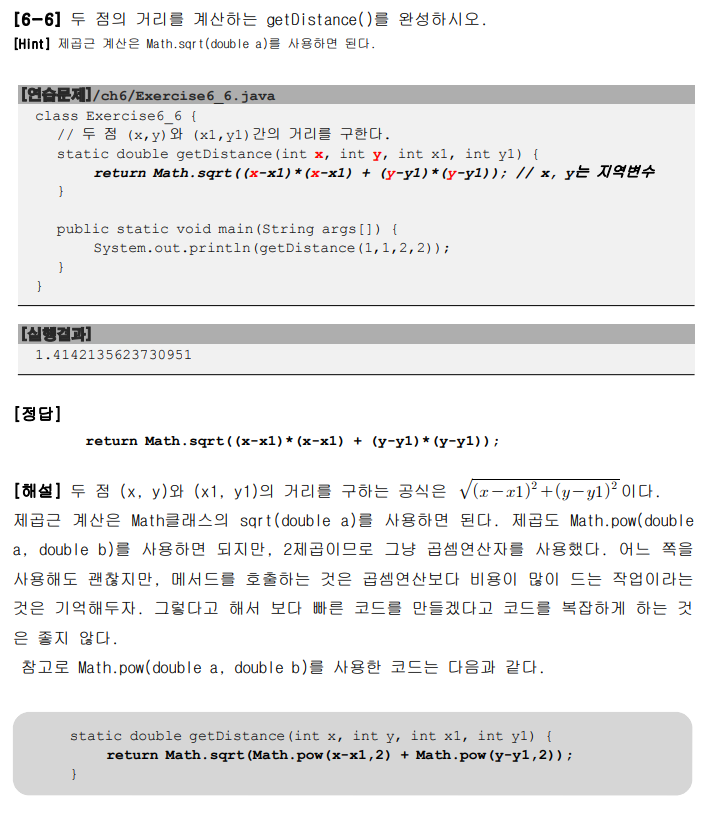 [6-6] 두 점의 거리를 계산하는 getDistance()를 완성하시오.
[Hint] 제곱근 계산은 Math.sqrt(double a)를 사용하면 된다.
[연습문제]/ch6/Exercise6_6.java
class Exercise6_6 {
// 두 점 (x,y)와 (x1,y1)간의 거리를 구한다.
static double getDistance(int x, int y, int x1, int y1) {
return Math.sqrt((x-x1)*(x-x1) + (y-y1)*(y-y1)); // x, y는 지역변수
}
public static void main(String args[]) {
System.out.println(getDistance(1,1,2,2));
}
}
[실행결과]
1.4142135623730951
[정답]
return Math.sqrt((x-x1)*(x-x1) + (y-y1)*(y-y1));
[해설] 두 점 (x, y)와 (x1, y1)의 거리를 구하는 공식은 √(x−x1)²+(y−y1)² 이다.
제곱근 계산은 Math클래스의 sqrt(double a)를 사용하면 된다. 제곱도 Math.pow(double
a, double b)를 사용하면 되지만, 2제곱이므로 그냥 곱셈연산자를 사용했다. 어느 쪽을
사용해도 괜찮지만, 메서드를 호출하는 것은 곱셈연산보다 비용이 많이 드는 작업이라는
것은 기억해두자. 그렇다고 해서 보다 빠른 코드를 만들겠다고 코드를 복잡하게 하는 것
은 좋지 않다.
참고로 Math.pow(double a, double b)를 사용한 코드는 다음과 같다.
static double getDistance(int x, int y, int x1, int y1) {
return Math.sqrt(Math.pow(x-x1,2) + Math.pow(y-y1,2));
}